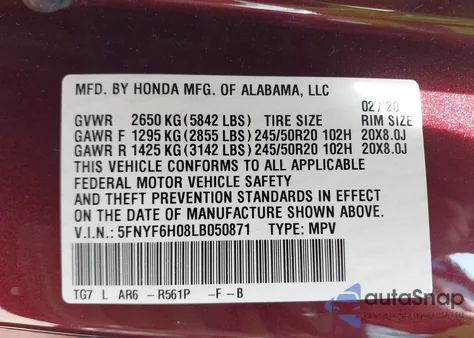 MFD. BY HONDA MFG. OF ALABAMA, LLC
02 / 20
GVWR 2650 KG (5842 LBS) TIRE SIZE RIM SIZE
GAWR F 1295 KG (2855 LBS) 245/50R20 102H 20X8.0J
GAWR R 1425 KG (3142 LBS) 245/50R20 102H 20X8.0J
THIS VEHICLE CONFORMS TO ALL APPLICABLE
FEDERAL MOTOR VEHICLE SAFETY
AND THEFT PREVENTION STANDARDS IN EFFECT
ON THE DATE OF MANUFACTURE SHOWN ABOVE.
V.I.N.: 5FNYF6H08LB050871 TYPE: MPV
TG7 L AR6 -R561P -F-B
autoSnap